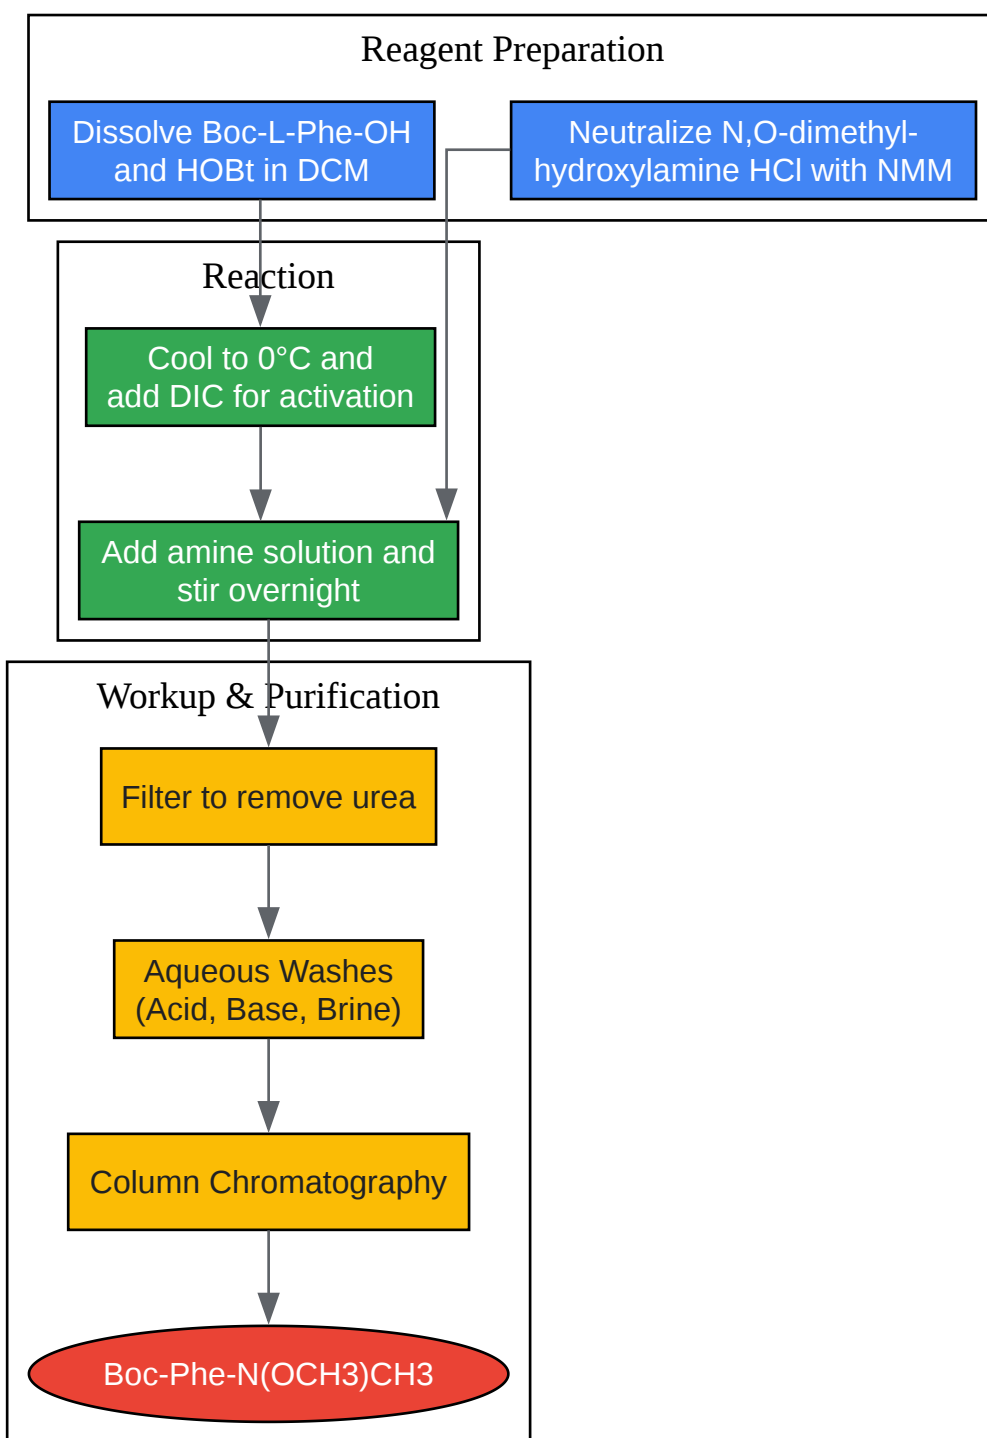 Reagent Preparation
Dissolve Boc-L-Phe-OH
and HOBt in DCM
Neutralize N,O-dimethyl-
hydroxylamine HCl with NMM
Reaction
Cool to 0°C and
add DIC for activation
Add amine solution and
stir overnight
Workup & Purification
Filter to remove urea
Aqueous Washes
(Acid, Base, Brine)
Column Chromatography
Boc-Phe-N(OCH3)CH3